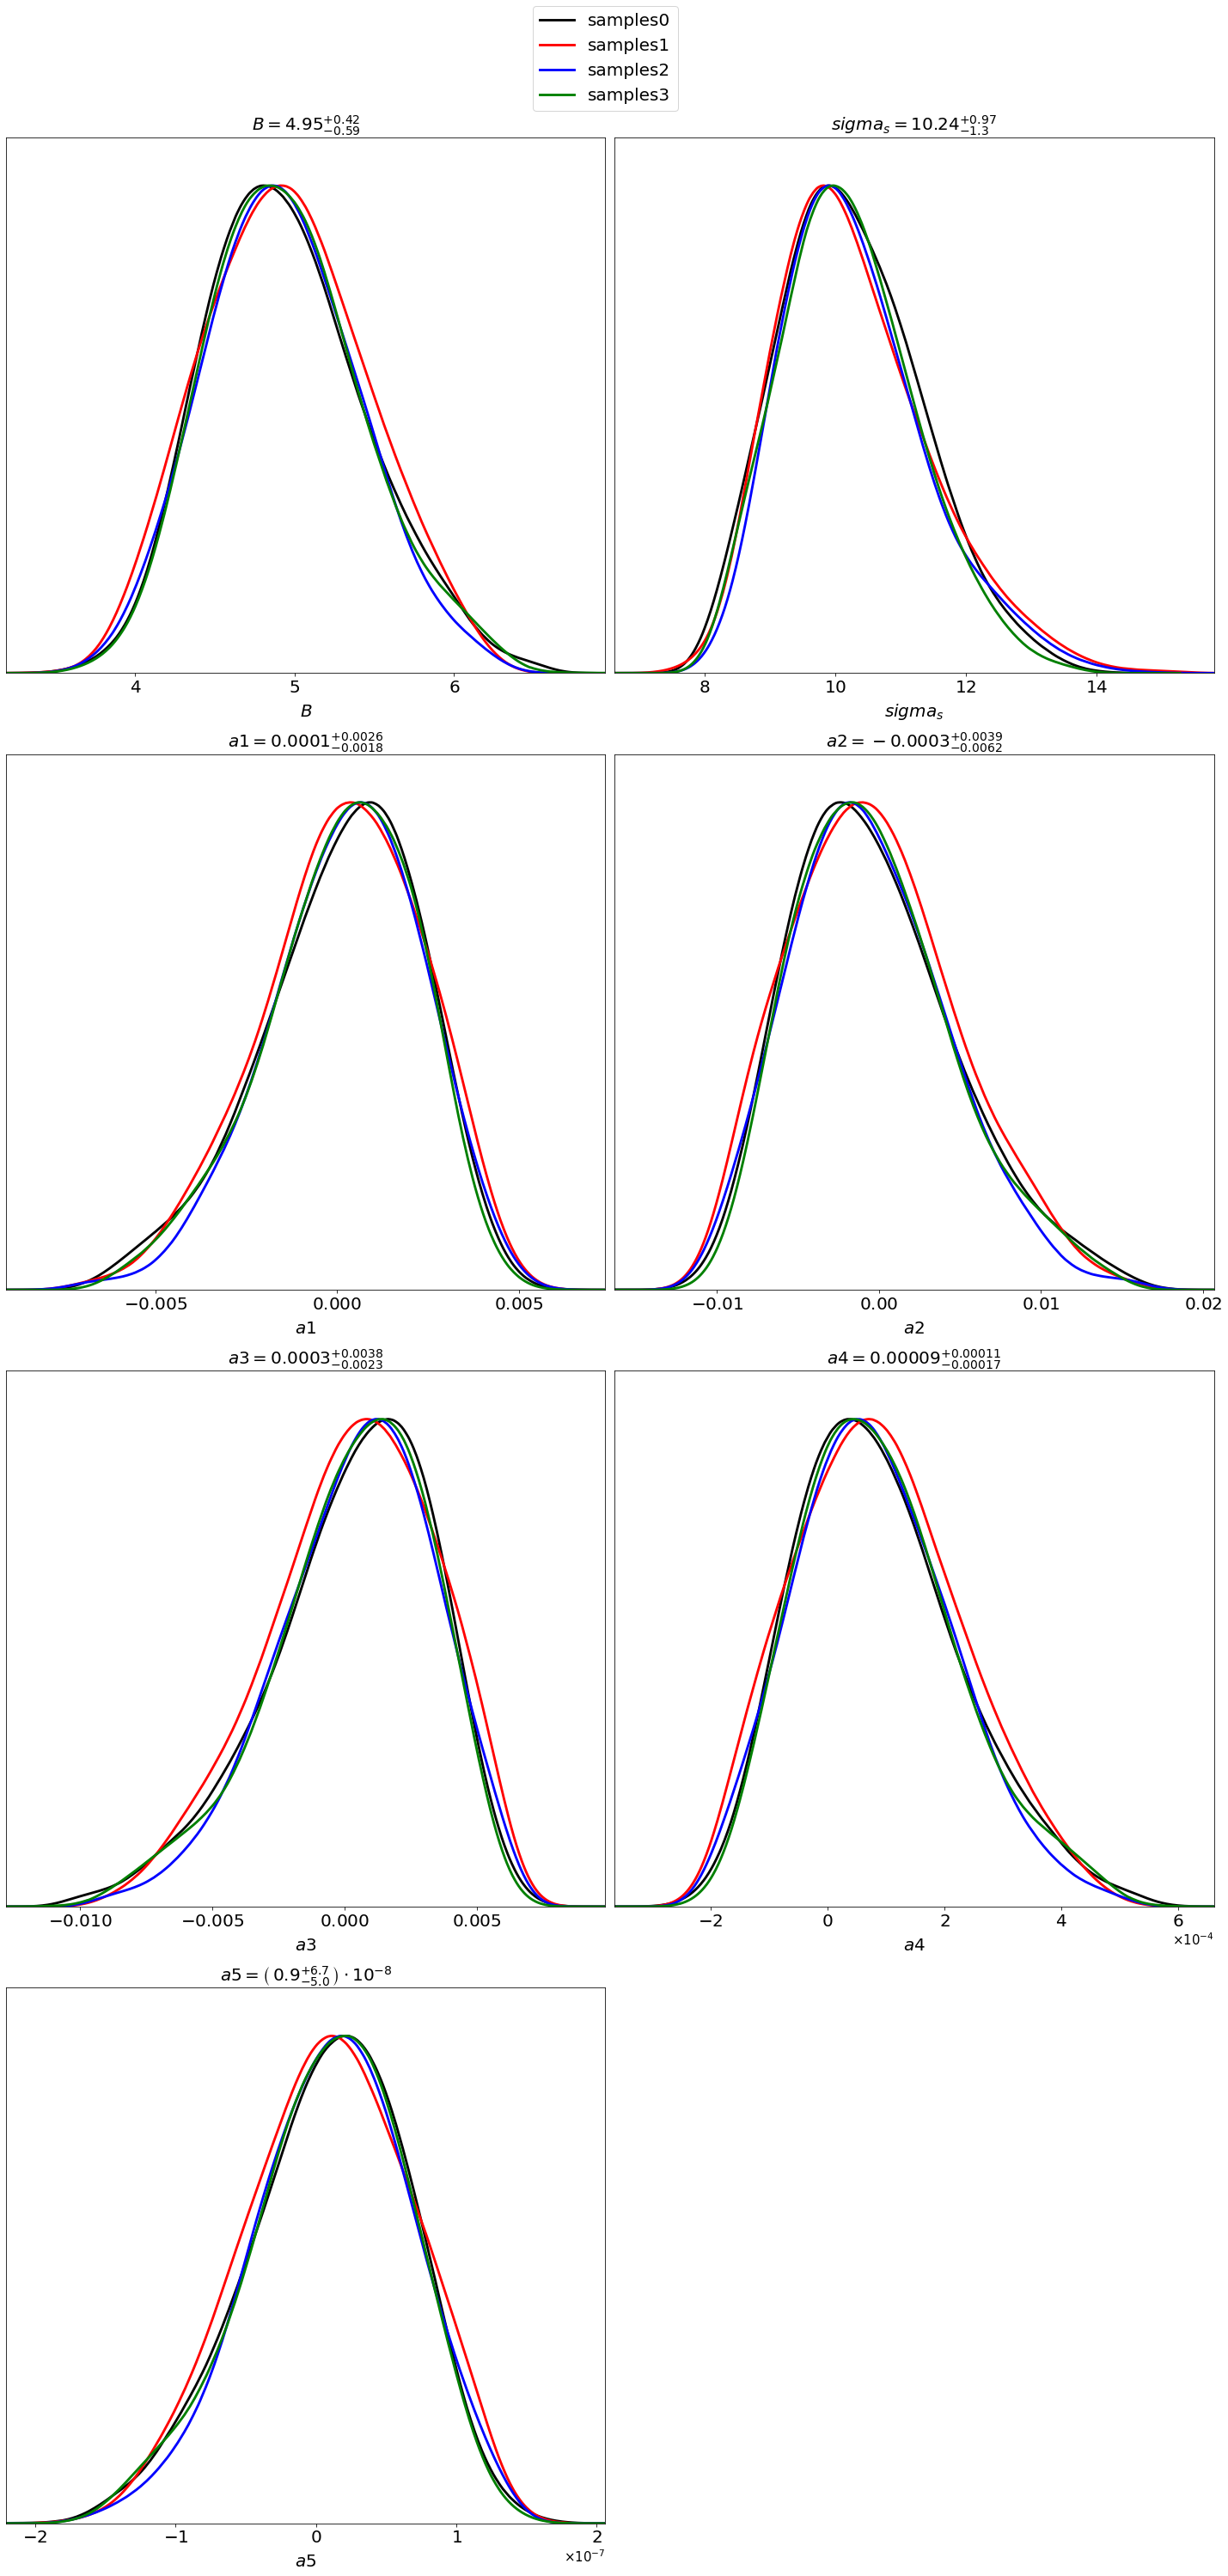 samples0
samples1
samples2
samples3
B = 4.95^{+0.42}_{-0.59}
sigma_s = 10.24^{+0.97}_{-1.3}
4 5 6
8 10 12 14
B
sigma_s
a1 = 0.0001^{+0.0026}_{-0.0018}
a2 = −0.0003^{+0.0039}_{-0.0062}
−0.005 0.000 0.005
−0.01 0.00 0.01 0.02
a1
a2
a3 = 0.0003^{+0.0038}_{-0.0023}
a4 = 0.00009^{+0.00011}_{-0.00017}
−0.010 −0.005 0.000 0.005
−2 0 2 4 6
×10^{−4}
a3
a4
a5 = (0.9^{+6.7}_{-5.0}) · 10^{−8}
−2 −1 0 1 2
×10^{−7}
a5